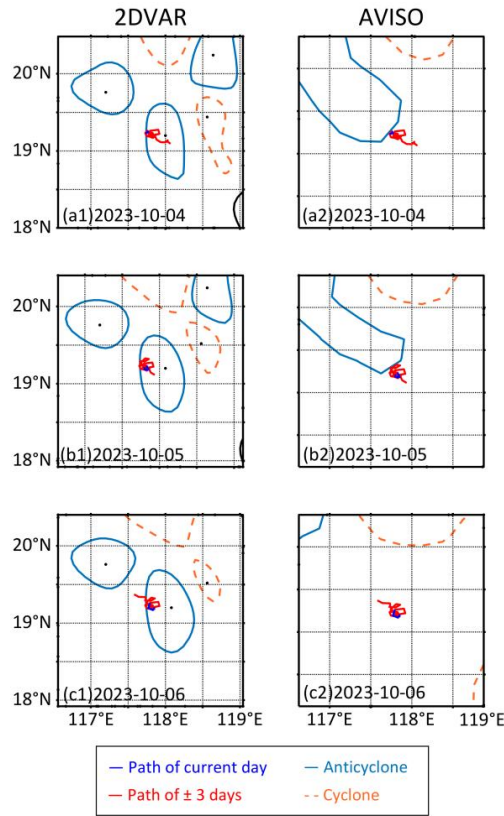 2DVAR AVISO
20°N
19°N
18°N
(a1)2023-10-04 (a2)2023-10-04
20°N
19°N
18°N
(b1)2023-10-05 (b2)2023-10-05
20°N
19°N
18°N
(c1)2023-10-06 (c2)2023-10-06
117°E 118°E 119°E 117°E 118°E 119°E
Path of current day Anticyclone
Path of ± 3 days Cyclone